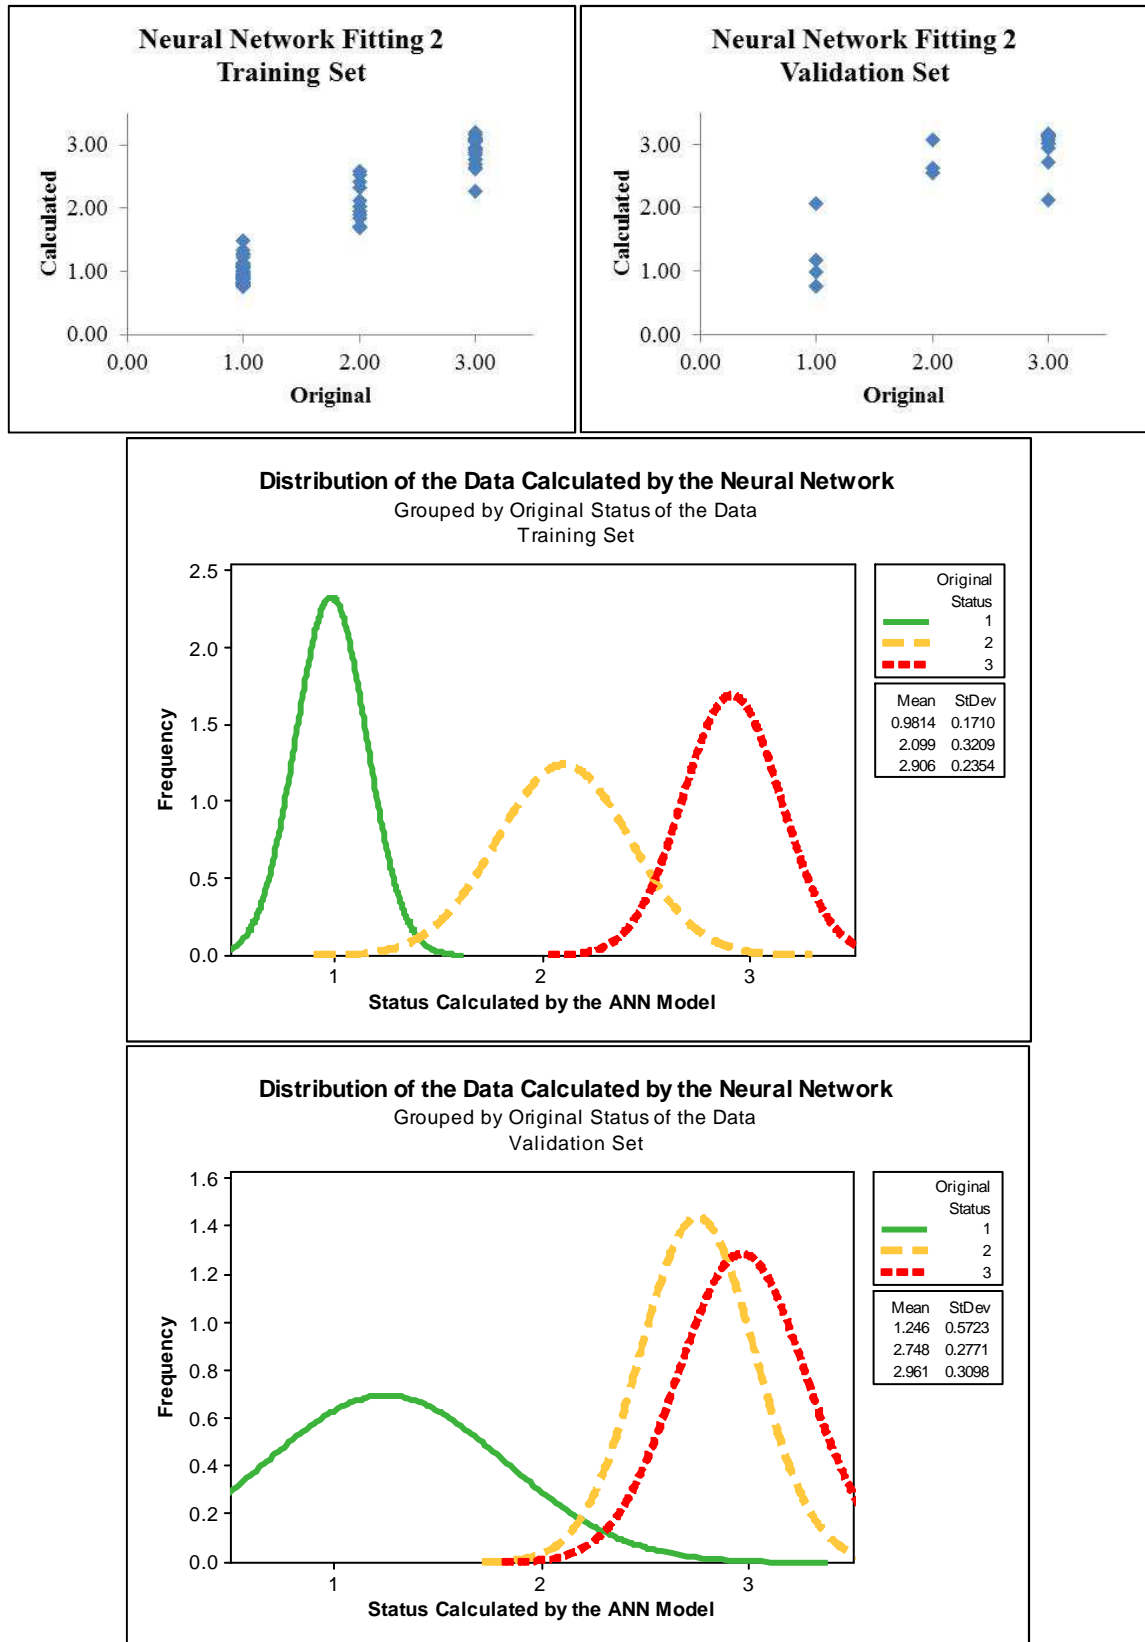 Neural Network Fitting 2
Training Set
3.00
2.00
1.00
0.00
Calculated
0.00 1.00 2.00 3.00
Original
Neural Network Fitting 2
Validation Set
3.00
2.00
1.00
0.00
Calculated
0.00 1.00 2.00 3.00
Original
Distribution of the Data Calculated by the Neural Network
Grouped by Original Status of the Data
Training Set
2.5
2.0
1.5
1.0
0.5
0.0
Frequency
1 2 3
Status Calculated by the ANN Model
Original
Status
1
2
3
Mean StDev
0.9814 0.1710
2.099 0.3209
2.906 0.2354
Distribution of the Data Calculated by the Neural Network
Grouped by Original Status of the Data
Validation Set
1.6
1.4
1.2
1.0
0.8
0.6
0.4
0.2
0.0
Frequency
1 2 3
Status Calculated by the ANN Model
Original
Status
1
2
3
Mean StDev
1.246 0.5723
2.748 0.2771
2.961 0.3098